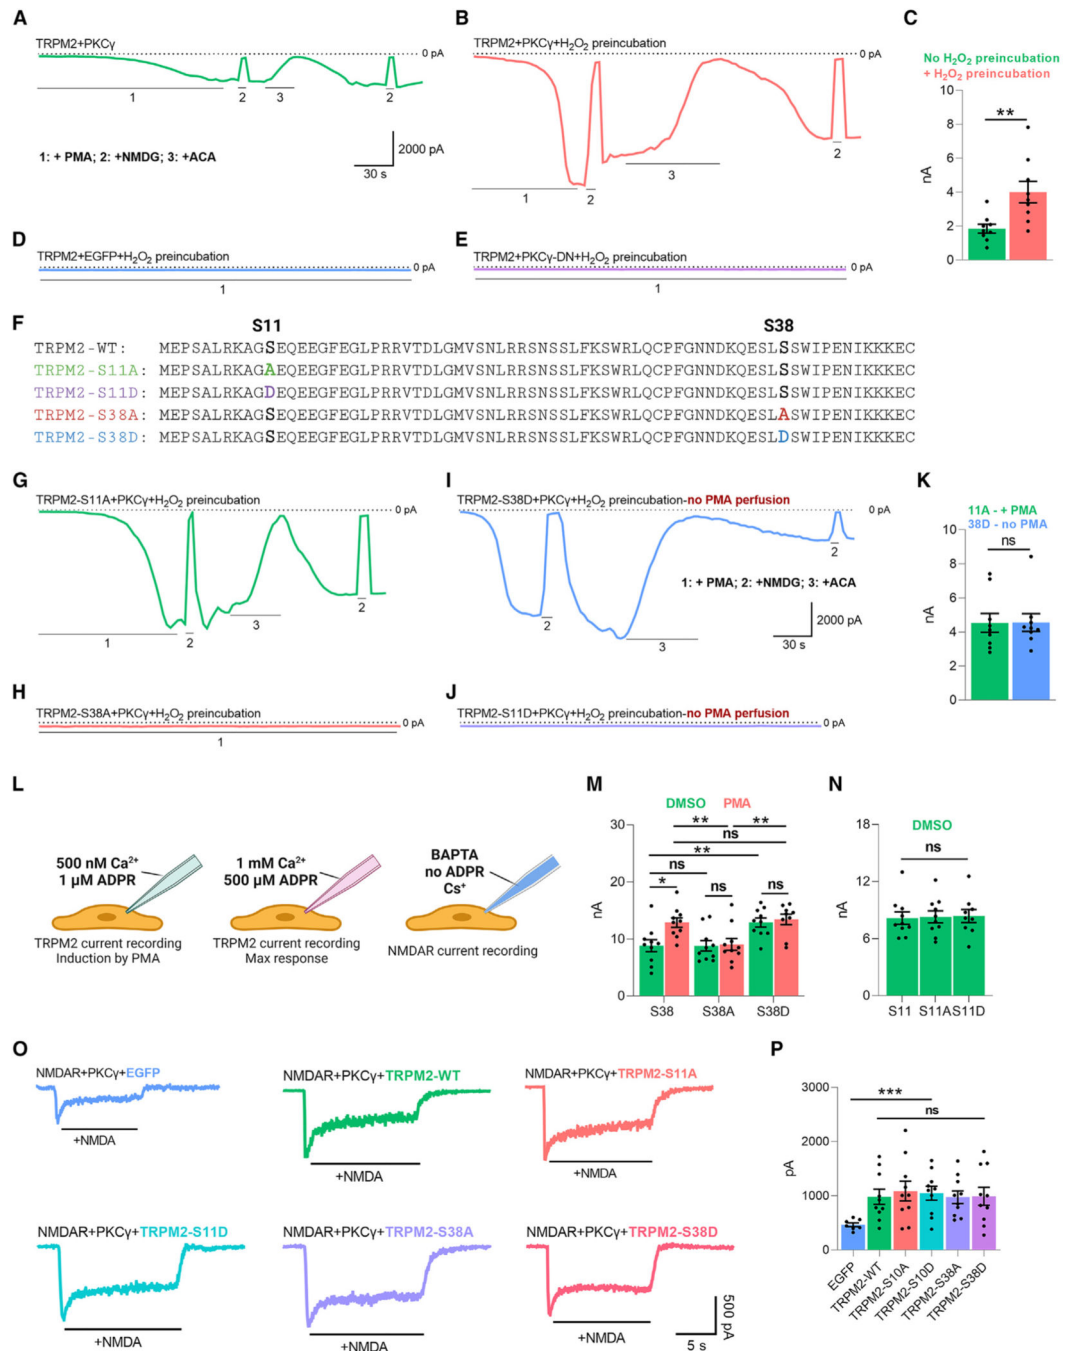 A
TRPM2+PKCγ
0 pA
1
2
3
2
1: + PMA; 2: +NMDG; 3: +ACA
2000 pA
30 s
B
TRPM2+PKCγ+H₂O₂ preincubation
0 pA
1
2
3
2
C
No H₂O₂ preincubation
+ H₂O₂ preincubation
10
8
6
4
2
0
nA
**
D
TRPM2+EGFP+H₂O₂ preincubation
0 pA
1
E
TRPM2+PKCγ-DN+H₂O₂ preincubation
0 pA
1
F
S11 S38
TRPM2-WT: MEPSALRKAGSEQEEGFEGLPRRVTDLGMVSNLRRSNSSLFKSWRLQCPFGNNDKQESLSSWIPENIKKKEC
TRPM2-S11A: MEPSALRKAGAEQEEGFEGLPRRVTDLGMVSNLRRSNSSLFKSWRLQCPFGNNDKQESLSSWIPENIKKKEC
TRPM2-S11D: MEPSALRKAGDEQEEGFEGLPRRVTDLGMVSNLRRSNSSLFKSWRLQCPFGNNDKQESLSSWIPENIKKKEC
TRPM2-S38A: MEPSALRKAGSEQEEGFEGLPRRVTDLGMVSNLRRSNSSLFKSWRLQCPFGNNDKQESLASWIPENIKKKEC
TRPM2-S38D: MEPSALRKAGSEQEEGFEGLPRRVTDLGMVSNLRRSNSSLFKSWRLQCPFGNNDKQESLDSWIPENIKKKEC
G
TRPM2-S11A+PKCγ+H₂O₂ preincubation
0 pA
1
2
3
2
I
TRPM2-S38D+PKCγ+H₂O₂ preincubation-no PMA perfusion
0 pA
2
3
2
1: + PMA; 2: +NMDG; 3: +ACA
2000 pA
30 s
K
11A - + PMA
38D - no PMA
10
8
6
4
2
0
nA
ns
H
TRPM2-S38A+PKCγ+H₂O₂ preincubation
0 pA
1
J
TRPM2-S11D+PKCγ+H₂O₂ preincubation-no PMA perfusion
0 pA
L
500 nM Ca²⁺
1 µM ADPR
TRPM2 current recording
Induction by PMA
1 mM Ca²⁺
500 µM ADPR
TRPM2 current recording
Max response
BAPTA
no ADPR
Cs⁺
NMDAR current recording
M
DMSO PMA
30
20
10
0
nA
** **
ns
**
ns
* ns ns
S38 S38A S38D
N
DMSO
18
12
6
0
nA
ns
S11 S11A S11D
O
NMDAR+PKCγ+EGFP
+NMDA
NMDAR+PKCγ+TRPM2-WT
+NMDA
NMDAR+PKCγ+TRPM2-S11A
+NMDA
NMDAR+PKCγ+TRPM2-S11D
+NMDA
NMDAR+PKCγ+TRPM2-S38A
+NMDA
NMDAR+PKCγ+TRPM2-S38D
+NMDA
500 pA
5 s
P
3000
2000
1000
0
pA
***
ns
EGFP
TRPM2-WT
TRPM2-S10A
TRPM2-S10D
TRPM2-S38A
TRPM2-S38D